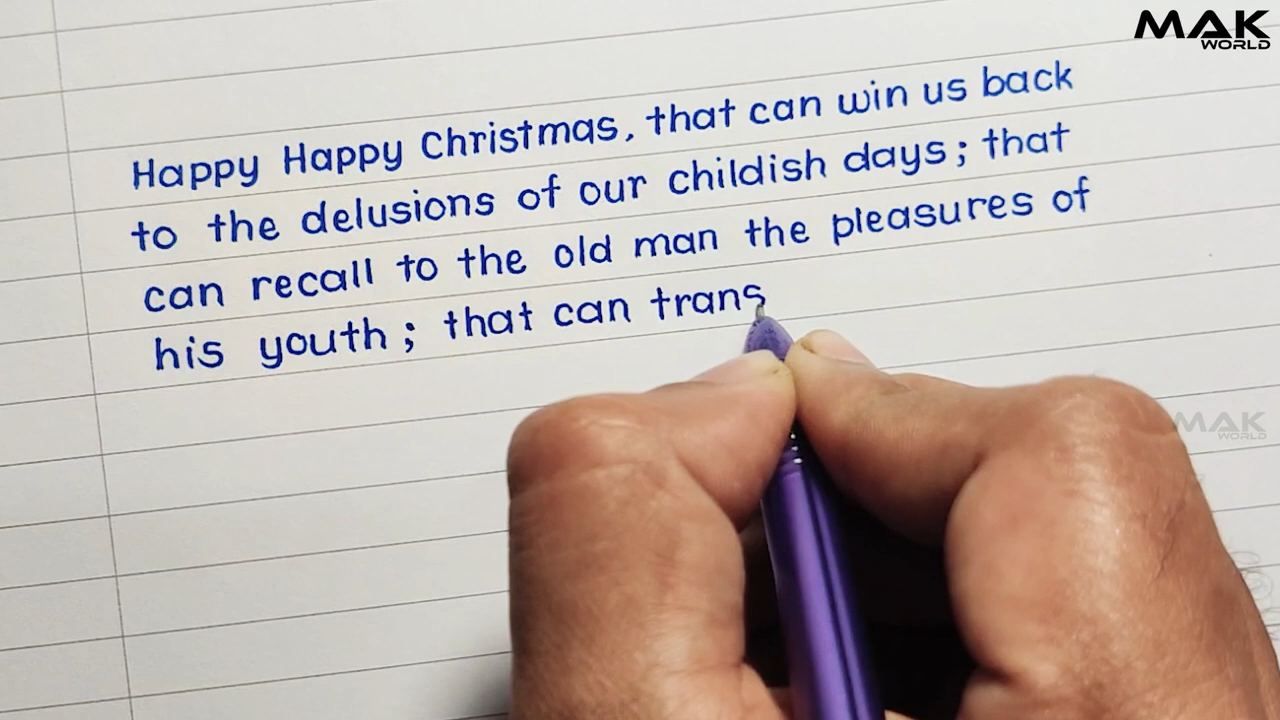 MAK
WORLD
Happy Happy Christmas, that can win us back
to the delusions of our childish days; that
can recall to the old man the pleasures of
his youth; that can trans
MAK
WORLD